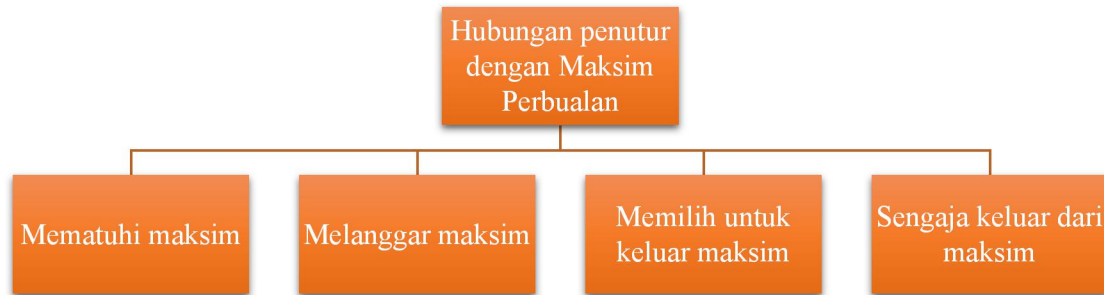 Hubungan penutur
dengan Maksim
Perbualan
Mematuhi maksim
Melanggar maksim
Memilih untuk
keluar maksim
Sengaja keluar dari
maksim